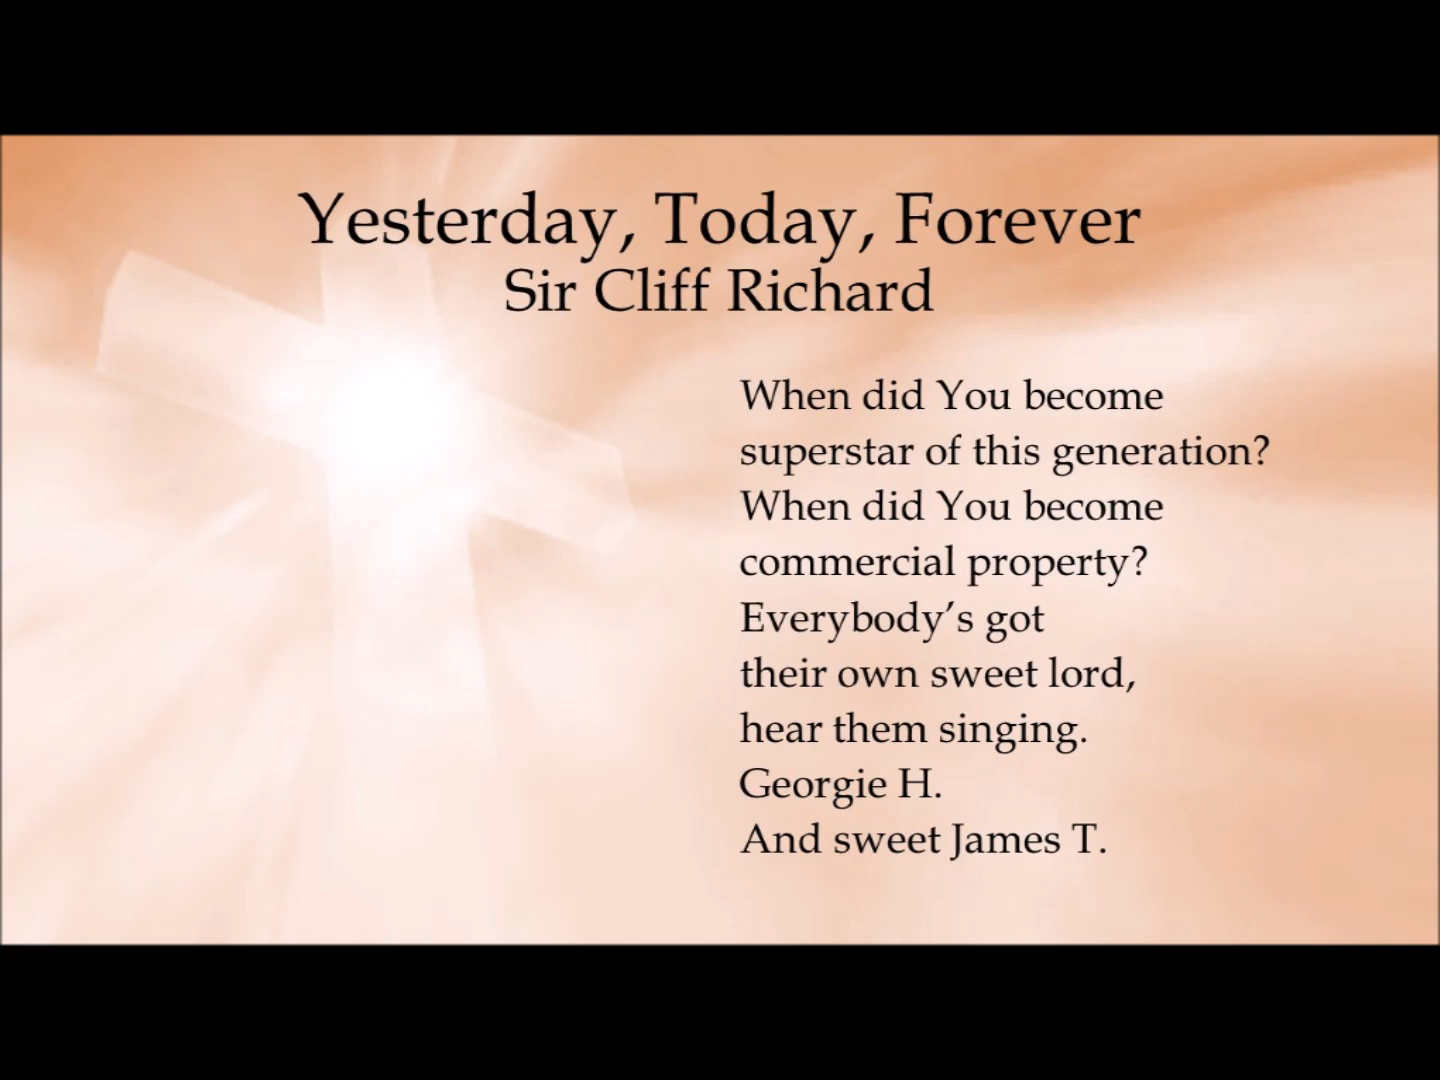 Yesterday, Today, Forever
Sir Cliff Richard
When did You become
superstar of this generation?
When did You become
commercial property?
Everybody’s got
their own sweet lord,
hear them singing.
Georgie H.
And sweet James T.